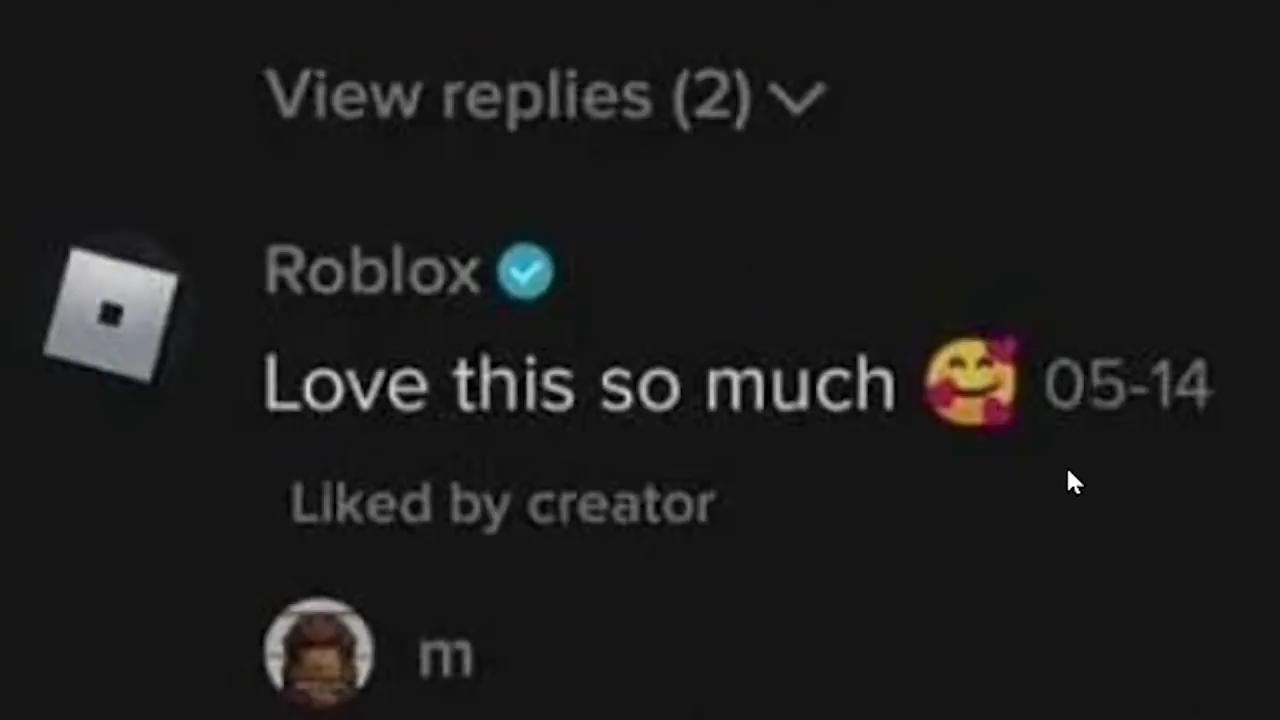 View replies (2)
Roblox
Love this so much 🥰 05-14
Liked by creator
m